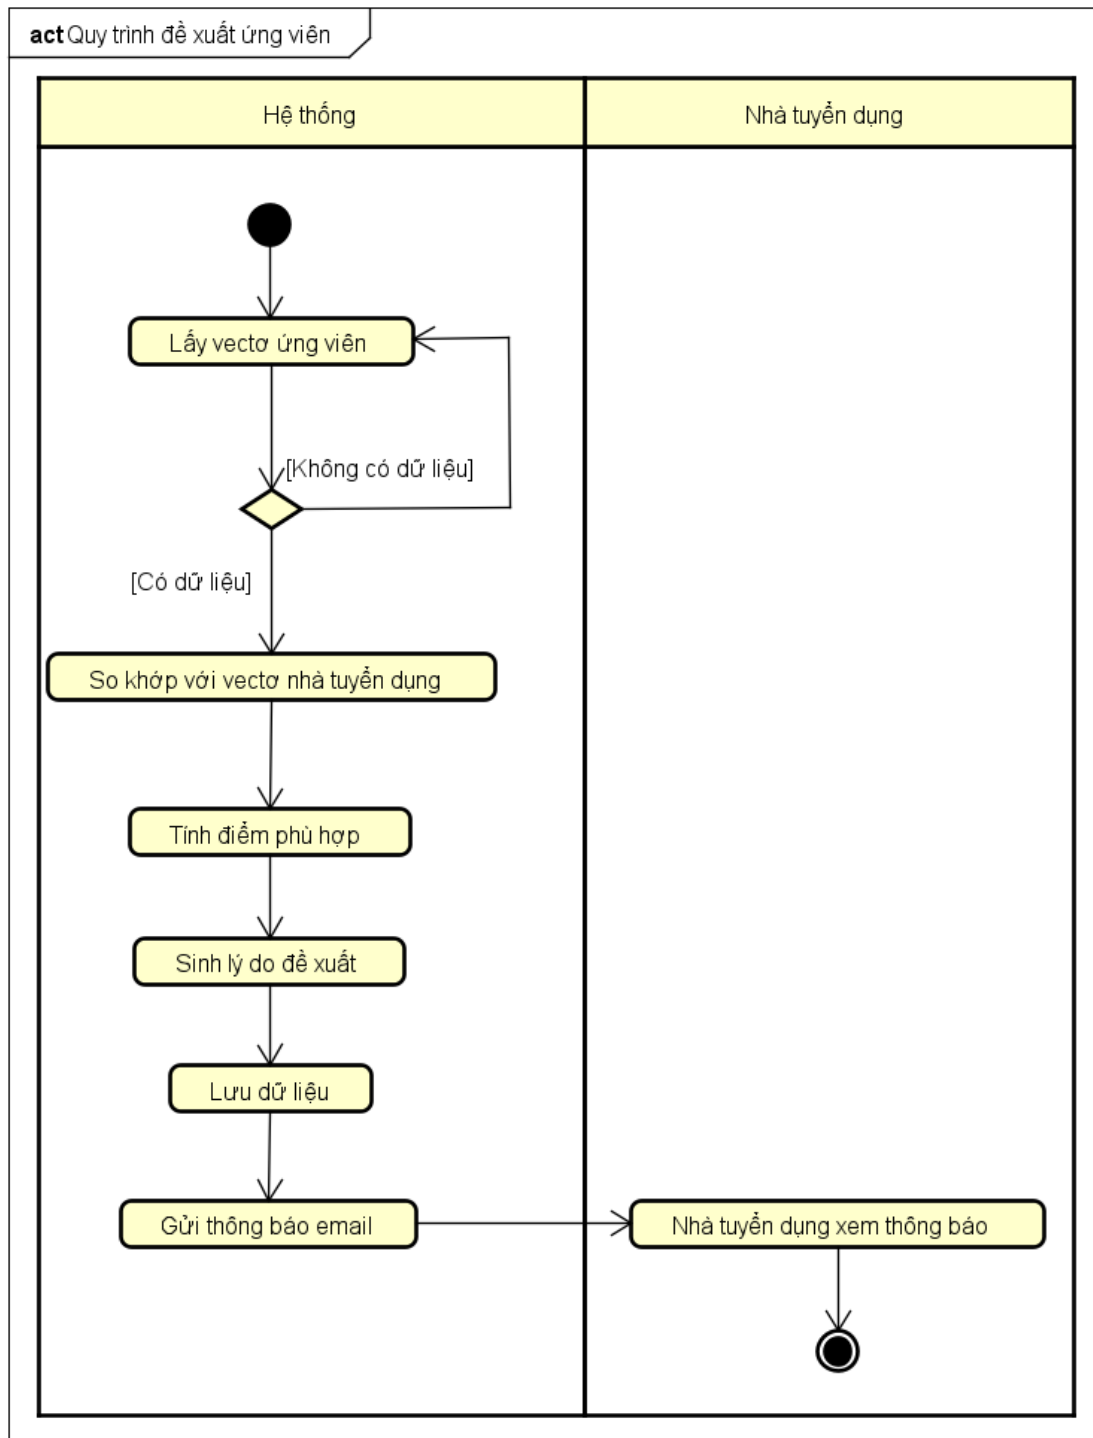 act Quy trình đề xuất ứng viên
Hệ thống
Nhà tuyển dụng
Lấy vectơ ứng viên
[Không có dữ liệu]
[Có dữ liệu]
So khớp với vectơ nhà tuyển dụng
Tính điểm phù hợp
Sinh lý do đề xuất
Lưu dữ liệu
Gửi thông báo email
Nhà tuyển dụng xem thông báo